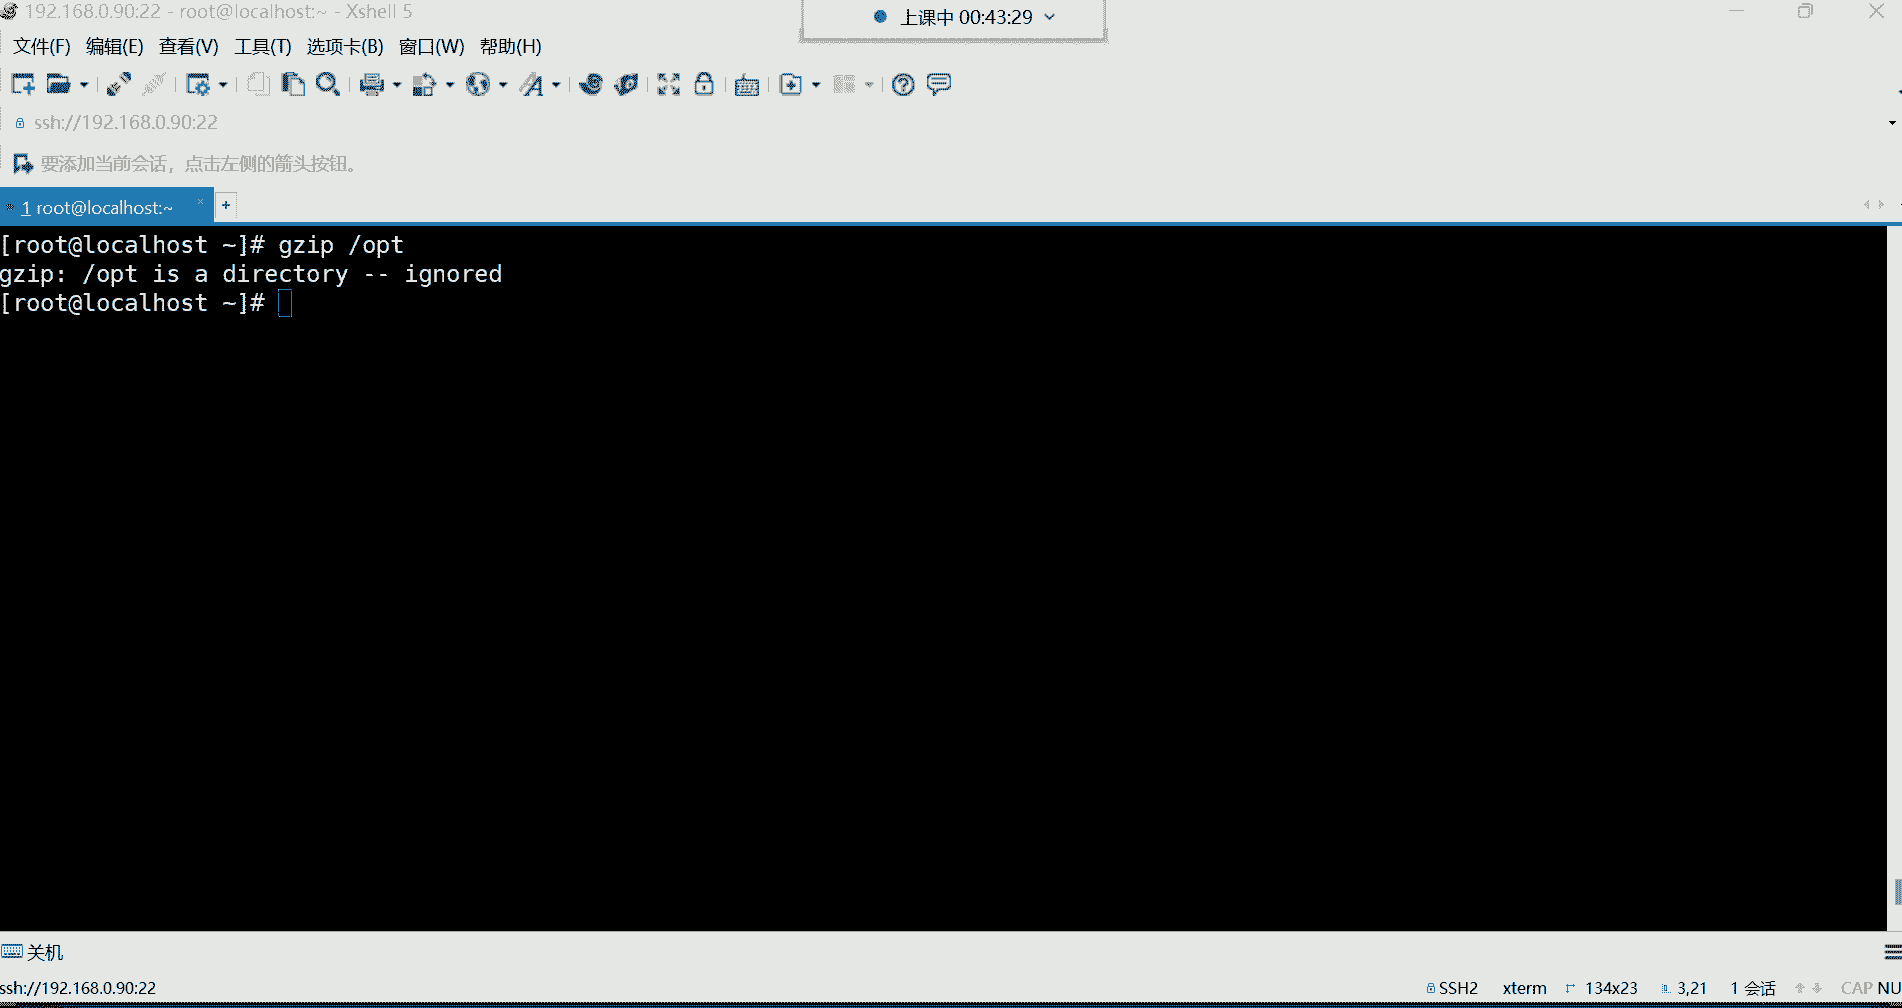 192.168.0.90:22 - root@localhost:~ - Xshell 5
上课中 00:43:29
文件(F) 编辑(E) 查看(V) 工具(T) 选项卡(B) 窗口(W) 帮助(H)
ssh://192.168.0.90:22
要添加当前会话，点击左侧的箭头按钮。
1 root@localhost:~
[root@localhost ~]# gzip /opt
gzip: /opt is a directory -- ignored
[root@localhost ~]#
关机
ssh://192.168.0.90:22
SSH2 xterm 134x23 3,21 1 会话 CAP NU